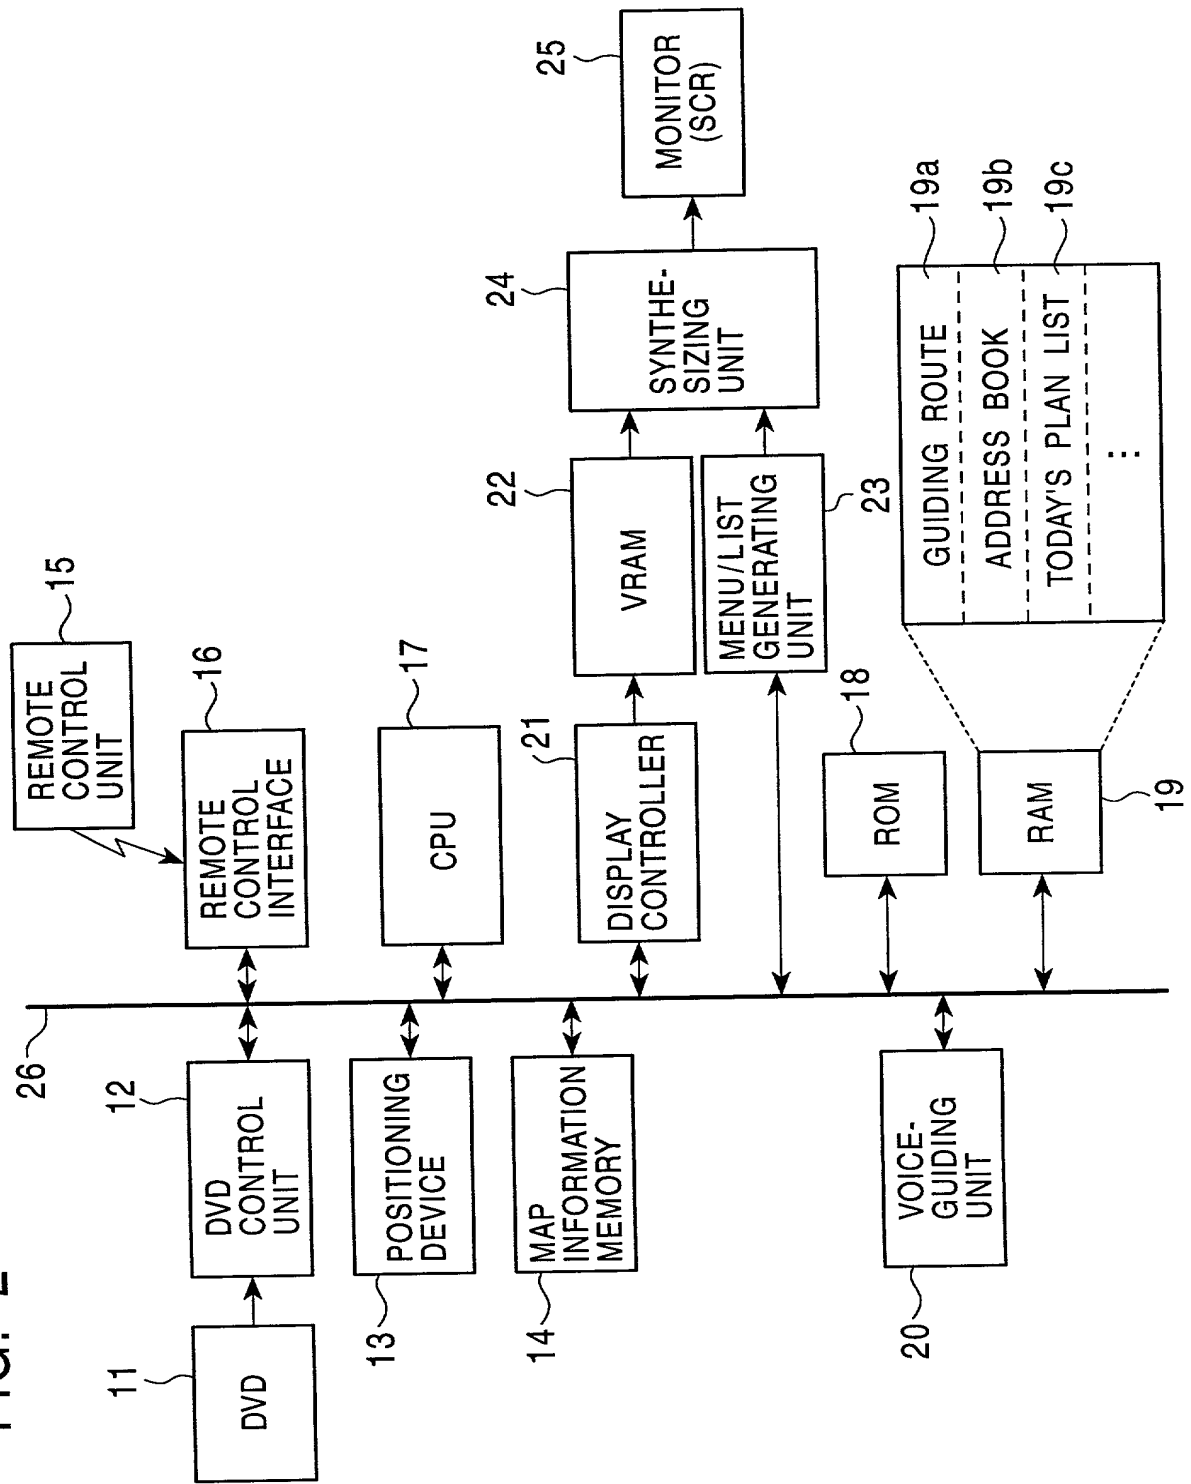 11
DVD
12
DVD
CONTROL
UNIT
26
15
REMOTE
CONTROL
UNIT
16
REMOTE
CONTROL
INTERFACE
13
POSITIONING
DEVICE
17
CPU
14
MAP
INFORMATION
MEMORY
21
DISPLAY
CONTROLLER
22
VRAM
24
SYNTHE-
SIZING
UNIT
25
MONITOR
(SCR)
MENU/LIST
GENERATING
UNIT
23
20
VOICE-
GUIDING
UNIT
18
ROM
RAM
19
GUIDING ROUTE
19a
ADDRESS BOOK
19b
TODAY'S PLAN LIST
19c
⋮